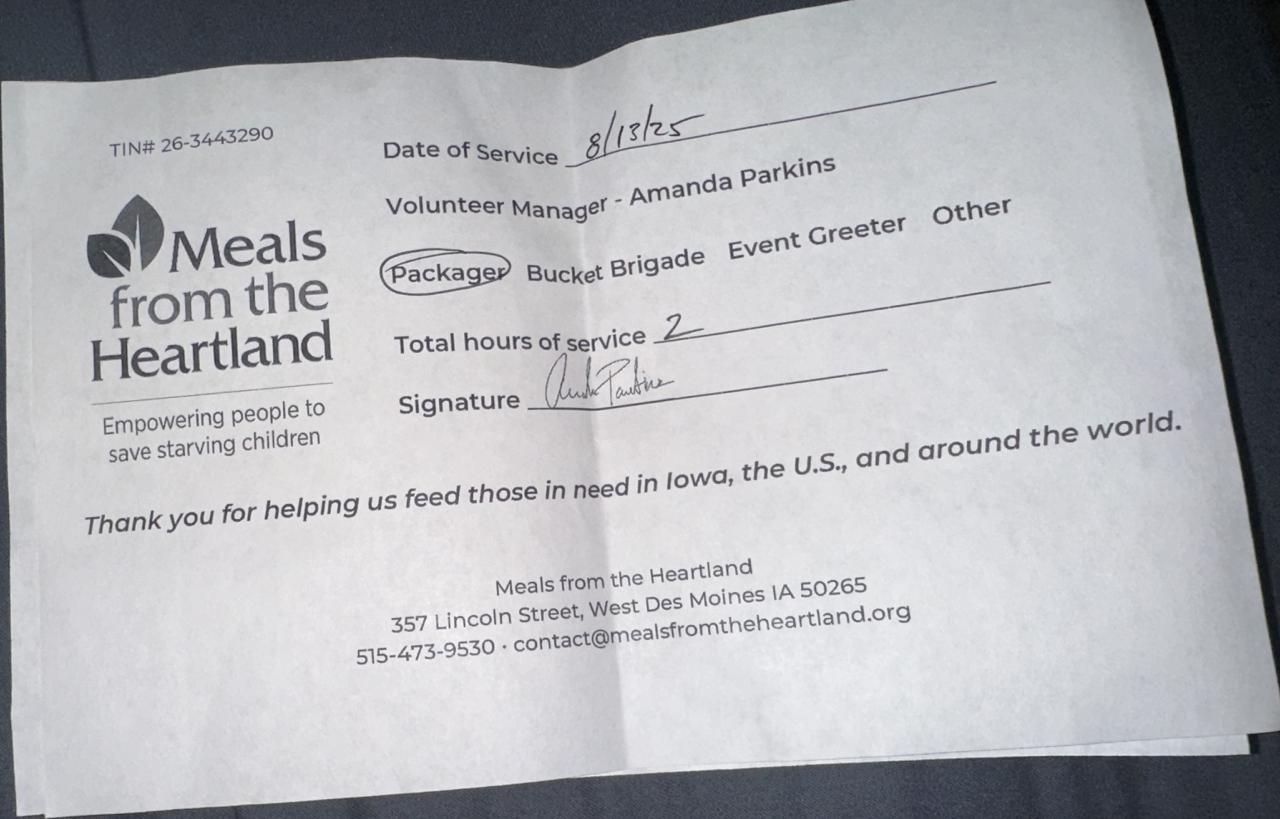 TIN# 26-3443290
Meals
from the
Heartland
Empowering people to
save starving children
Date of Service 8/13/25
Volunteer Manager - Amanda Parkins
Packager Bucket Brigade Event Greeter Other
Total hours of service 2
Signature
Thank you for helping us feed those in need in Iowa, the U.S., and around the world.
Meals from the Heartland
357 Lincoln Street, West Des Moines IA 50265
515-473-9530 · contact@mealsfromtheheartland.org